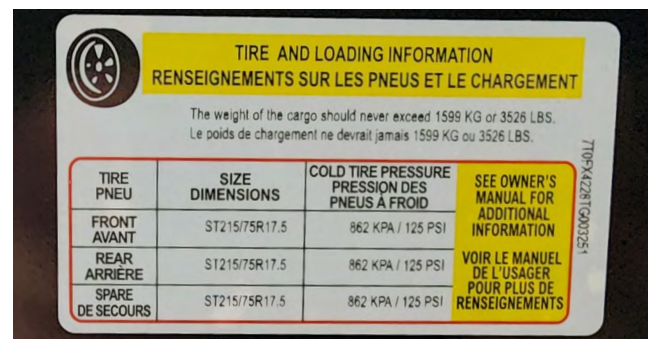 TIRE AND LOADING INFORMATION
RENSEIGNEMENTS SUR LES PNEUS ET LE CHARGEMENT
The weight of the cargo should never exceed 1599 KG or 3526 LBS.
Le poids de chargement ne devrait jamais 1599 KG ou 3526 LBS.
TIRE
PNEU
SIZE
DIMENSIONS
COLD TIRE PRESSURE
PRESSION DES
PNEUS À FROID
FRONT
AVANT
ST215/75R17.5
862 KPA / 125 PSI
REAR
ARRIÈRE
ST215/75R17.5
862 KPA / 125 PSI
SPARE
DE SECOURS
ST215/75R17.5
862 KPA / 125 PSI
SEE OWNER'S
MANUAL FOR
ADDITIONAL
INFORMATION
VOIR LE MANUEL
DE L'USAGER
POUR PLUS DE
RENSEIGNEMENTS
7T0FX4228TG003251